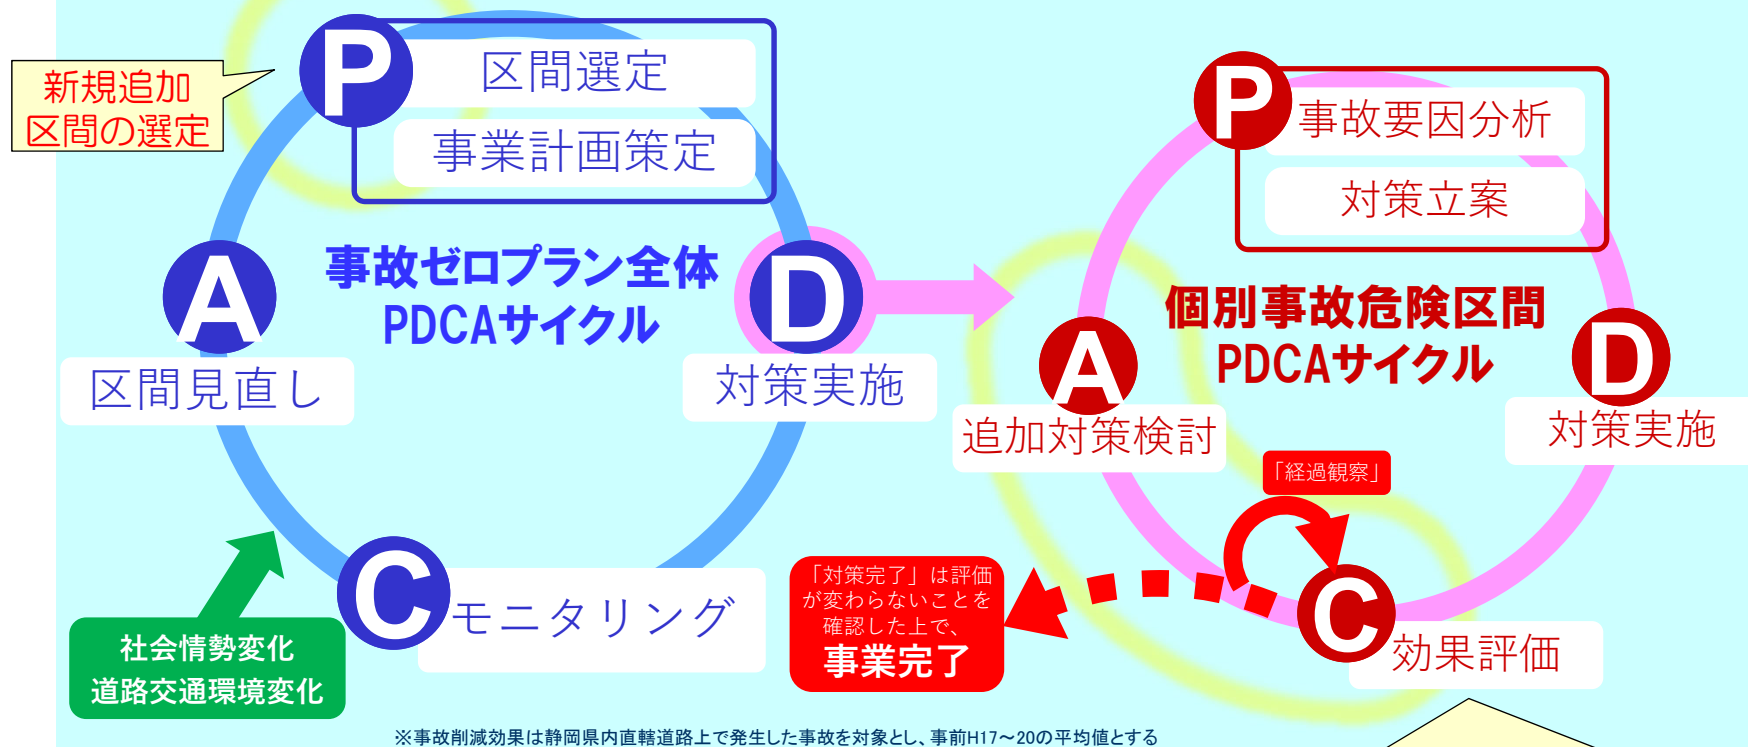 新規追加
区間の選定
P
区間選定
事業計画策定
A
区間見直し
事故ゼロプラン全体
PDCAサイクル
D
対策実施
C
モニタリング
社会情勢変化
道路交通環境変化
P
事故要因分析
対策立案
個別事故危険区間
PDCAサイクル
A
追加対策検討
D
対策実施
「経過観察」
C
効果評価
「対策完了」は評価
が変わらないことを
確認した上で、
事業完了
※事故削減効果は静岡県内直轄道路上で発生した事故を対象とし、事前H17～20の平均値とする